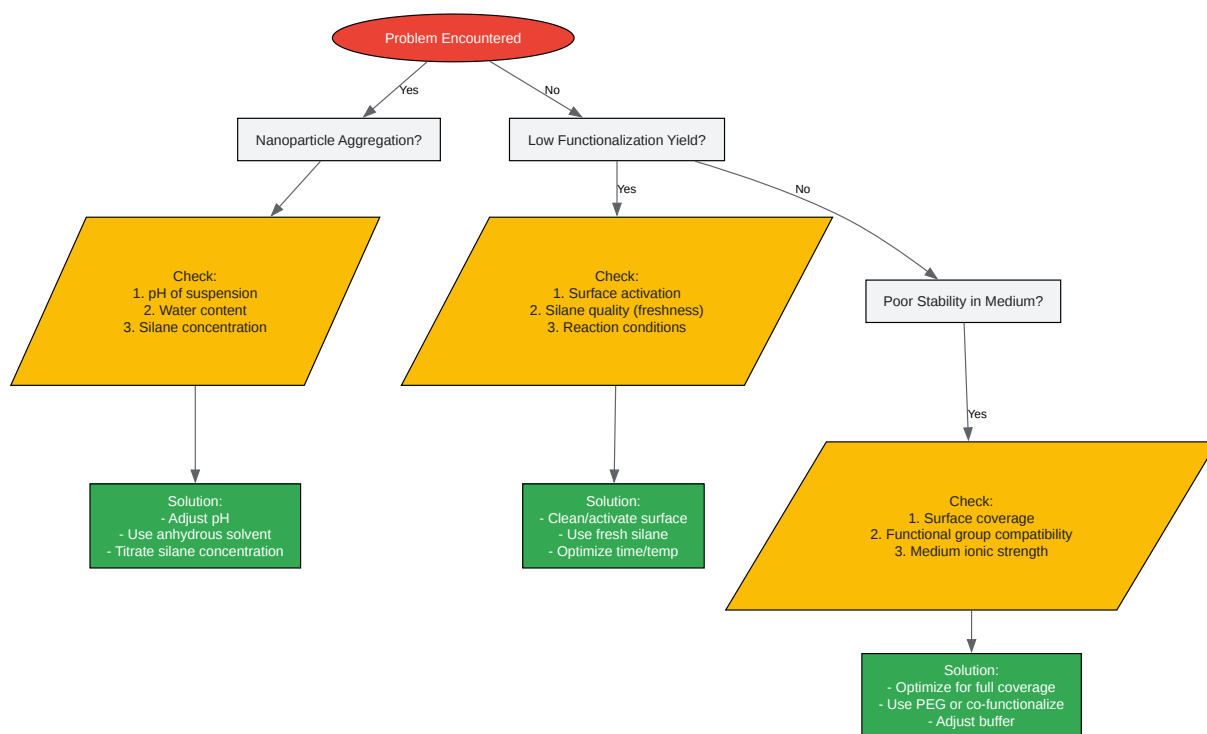 Problem Encountered
Yes
No
Nanoparticle Aggregation?
Low Functionalization Yield?
Yes
No
Check:
1. pH of suspension
2. Water content
3. Silane concentration
Check:
1. Surface activation
2. Silane quality (freshness)
3. Reaction conditions
Poor Stability in Medium?
Yes
Solution:
- Adjust pH
- Use anhydrous solvent
- Titrate silane concentration
Solution:
- Clean/activate surface
- Use fresh silane
- Optimize time/temp
Check:
1. Surface coverage
2. Functional group compatibility
3. Medium ionic strength
Solution:
- Optimize for full coverage
- Use PEG or co-functionalize
- Adjust buffer